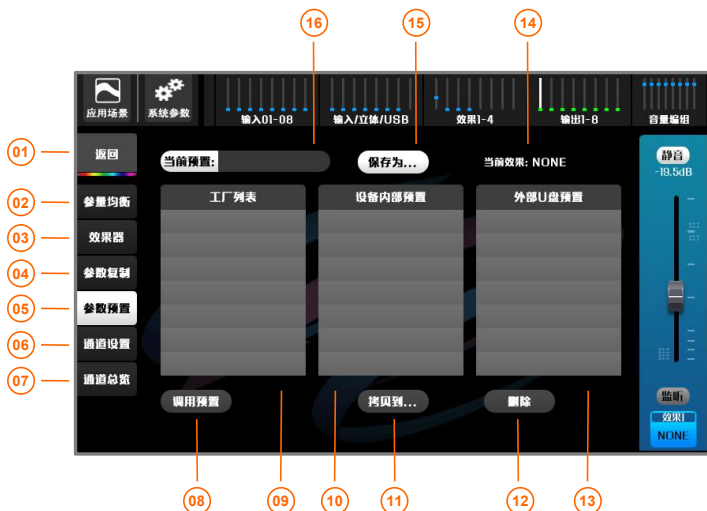 16 15 14
应用场景 系统参数 输入01-08 输入/立体/USB 效果1-4 输出1-8 音量编组
01 返回 当前预置: 保存为... 当前效果: NONE 静音
-19.5dB
02 参量均衡 工厂列表 设备内部预置 外部U盘预置
03 效果器
04 参数复制
05 参数预置
06 通道设置
07 通道总览
调用预置 拷贝到... 删除 监听
效果1
NONE
08 09 10 11 12 13